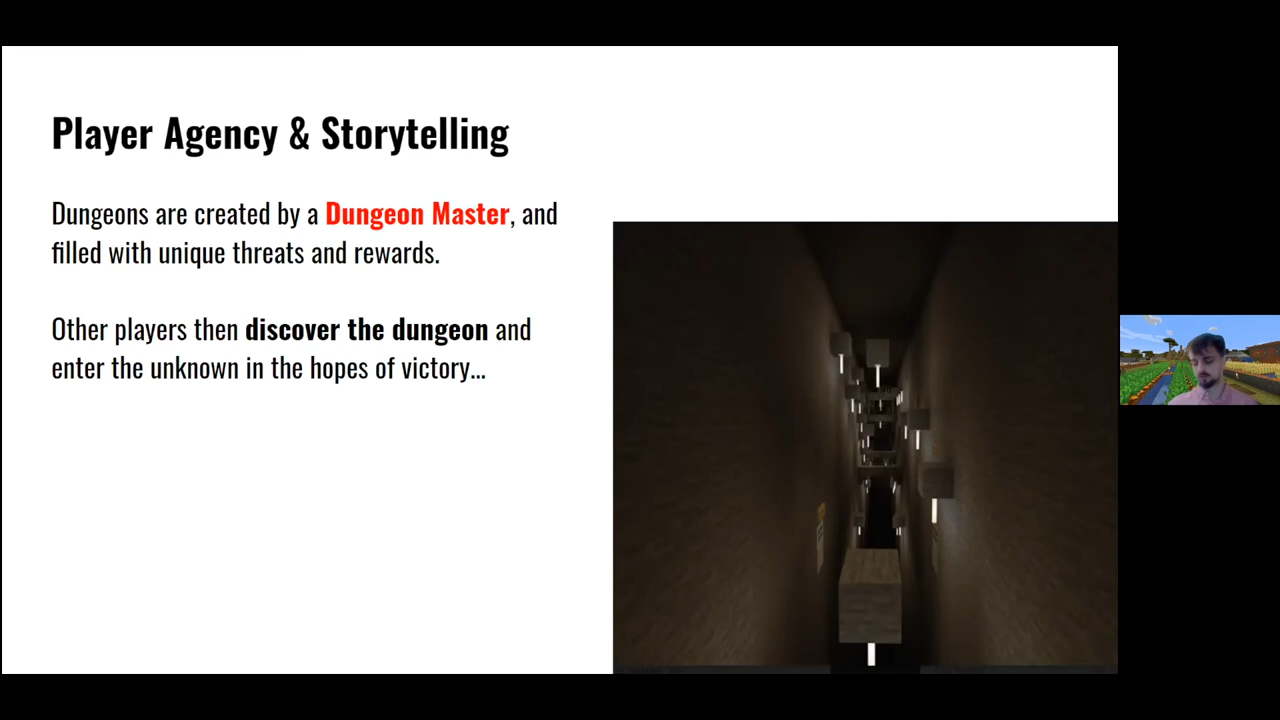 Player Agency & Storytelling
Dungeons are created by a Dungeon Master, and
filled with unique threats and rewards.
Other players then discover the dungeon and
enter the unknown in the hopes of victory...